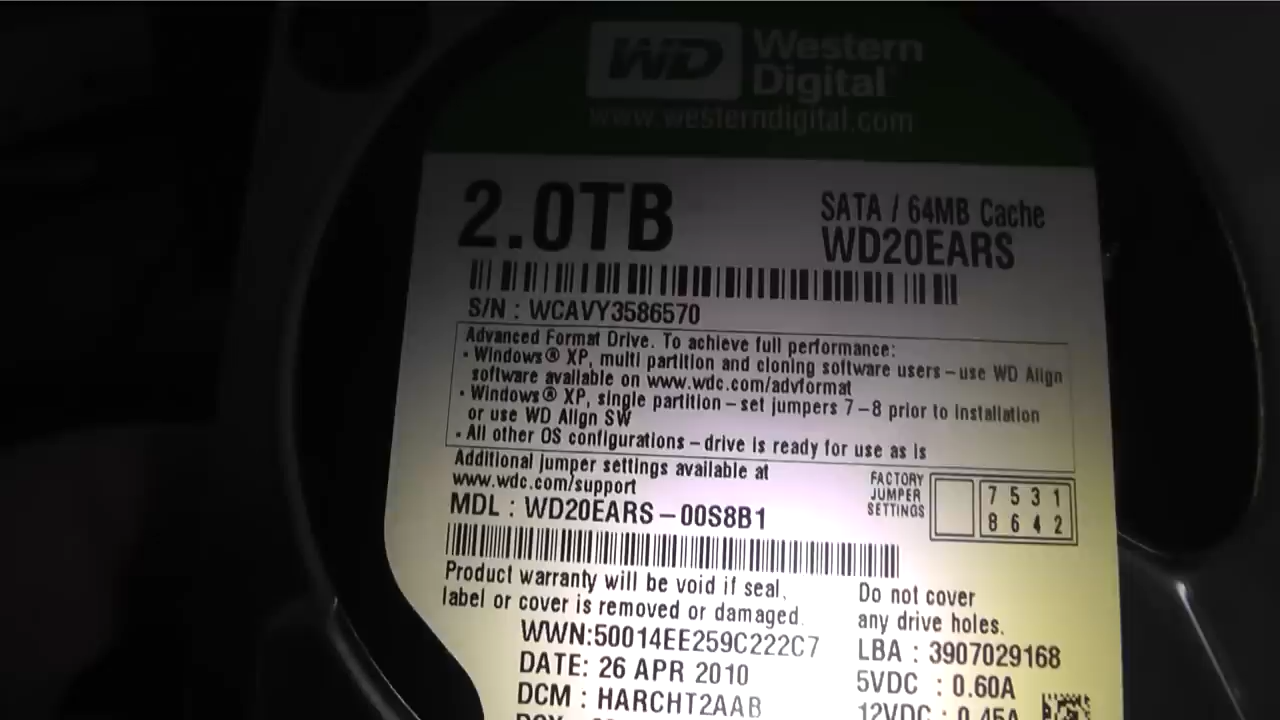 WD Western Digital
www.westerndigital.com
2.0TB
SATA / 64MB Cache
WD20EARS
S/N : WCAVY3586570
Advanced Format Drive. To achieve full performance:
• Windows® XP, multi partition and cloning software users – use WD Align
software available on www.wdc.com/advformat
• Windows® XP, single partition – set jumpers 7–8 prior to installation
or use WD Align SW
• All other OS configurations – drive is ready for use as is
Additional jumper settings available at
www.wdc.com/support
FACTORY
JUMPER
SETTINGS
7 5 3 1
8 6 4 2
MDL : WD20EARS – 00S8B1
Product warranty will be void if seal,
label or cover is removed or damaged.
Do not cover
any drive holes.
WWN:50014EE259C222C7
DATE: 26 APR 2010
DCM : HARCHT2AAB
LBA : 3907029168
5VDC : 0.60A
12VDC : 0.45A